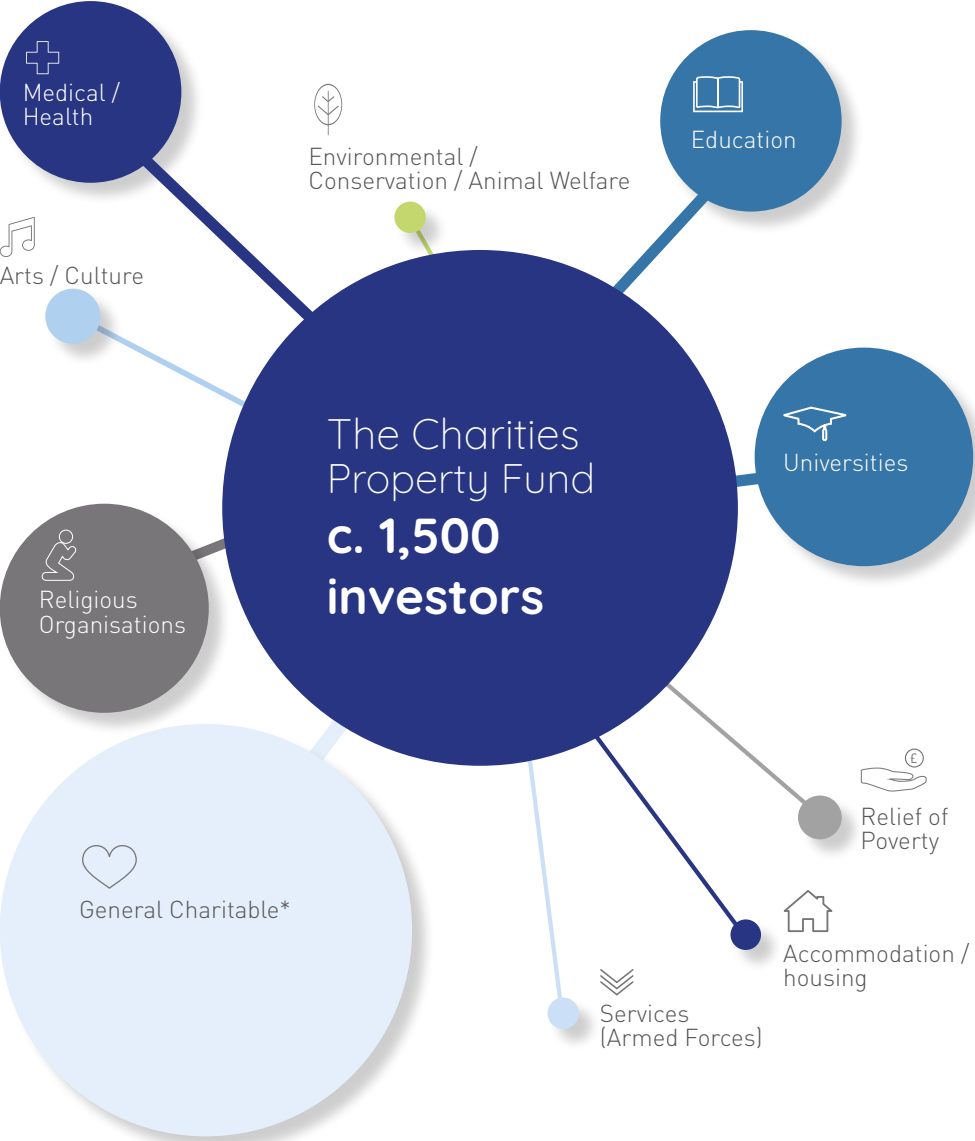 Medical /
Health
Environmental /
Conservation / Animal Welfare
Education
Arts / Culture
The Charities
Property Fund
c. 1,500
investors
Universities
Religious
Organisations
£
Relief of
Poverty
General Charitable*
Accommodation /
housing
Services
(Armed Forces)